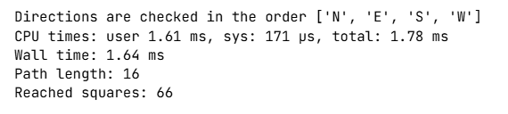 Directions are checked in the order ['N', 'E', 'S', 'W']
CPU times: user 1.61 ms, sys: 171 µs, total: 1.78 ms
Wall time: 1.64 ms
Path length: 16
Reached squares: 66